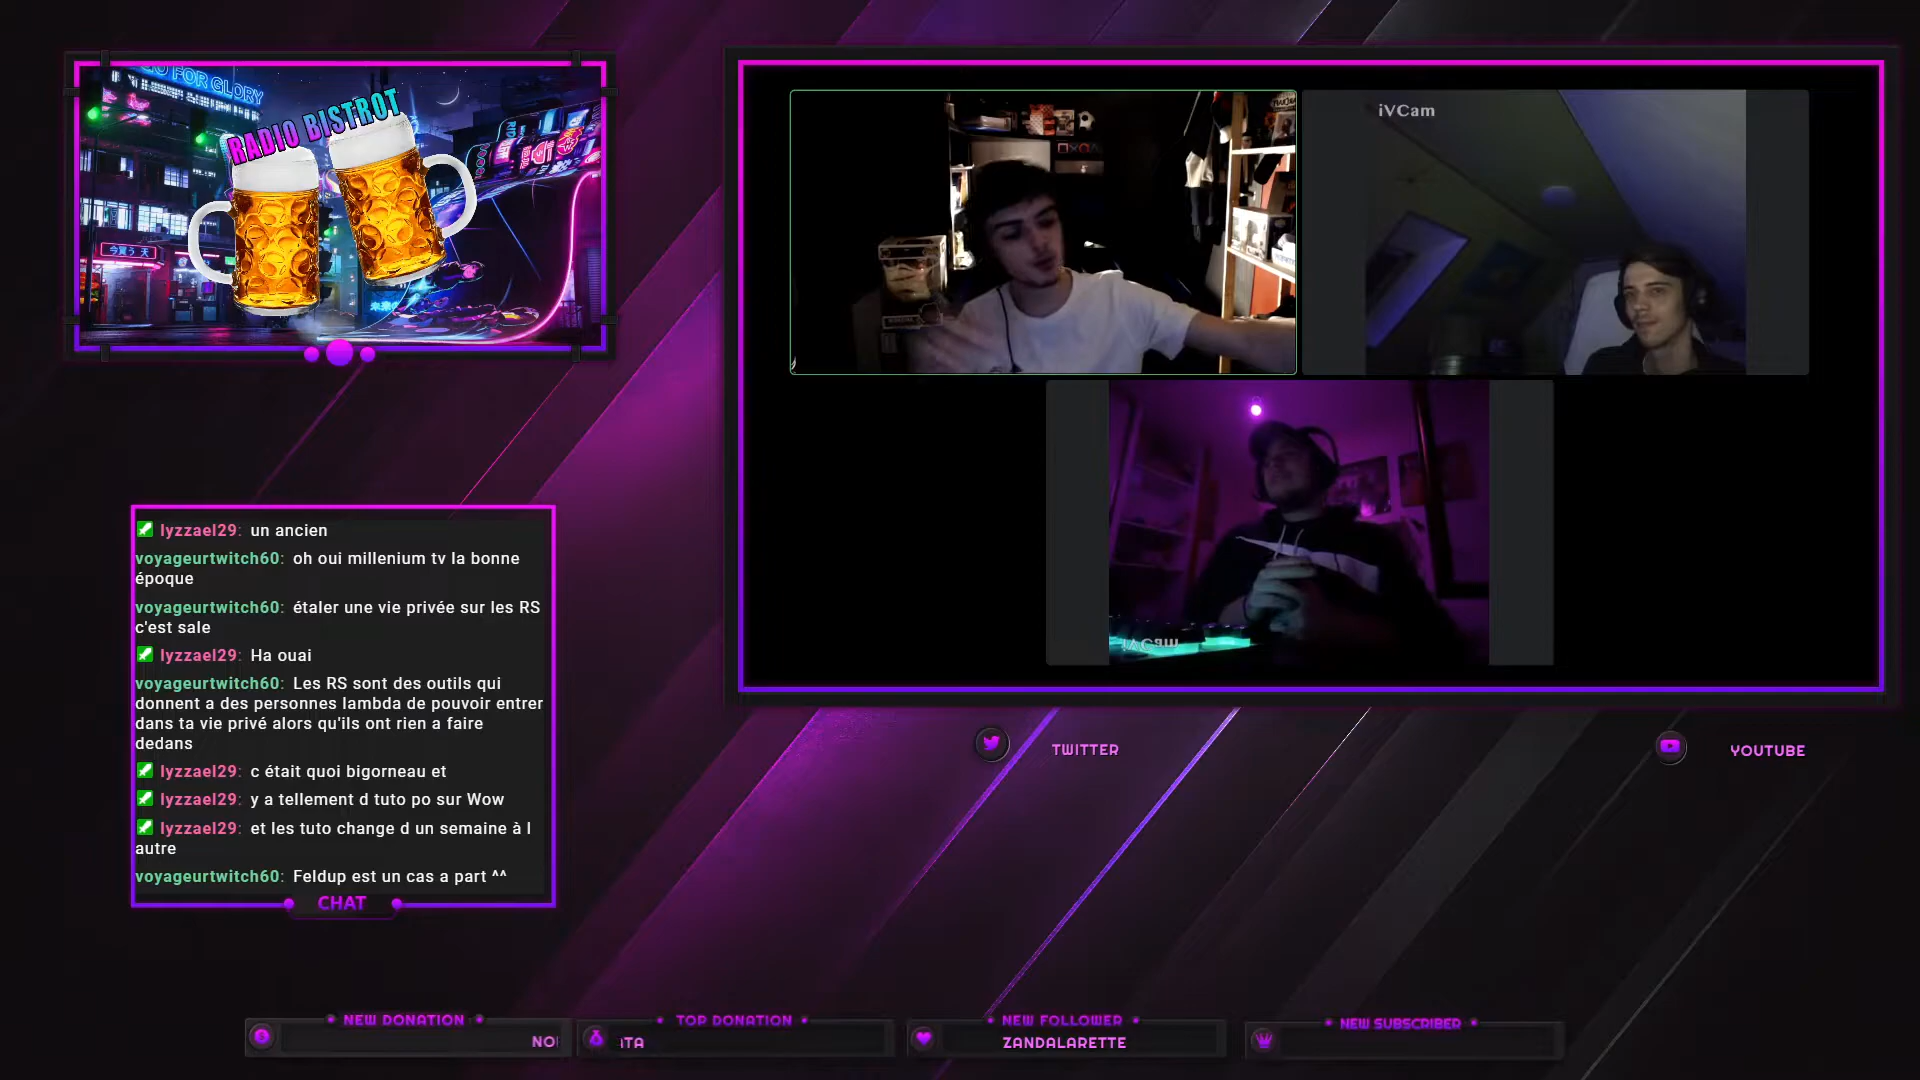 FOR GLORY
RADIO BISTROT
iVCam
lyzzael29: un ancien
voyageurtwitch60: oh oui millenium tv la bonne
époque
voyageurtwitch60: étaler une vie privée sur les RS
c'est sale
lyzzael29: Ha ouai
voyageurtwitch60: Les RS sont des outils qui
donnent a des personnes lambda de pouvoir entrer
dans ta vie privé alors qu'ils ont rien a faire
dedans
lyzzael29: c était quoi bigorneau et
lyzzael29: y a tellement d tuto po sur Wow
lyzzael29: et les tuto change d un semaine à l
autre
voyageurtwitch60: Feldup est un cas a part ^^
CHAT
iVCam
TWITTER
YOUTUBE
NEW DONATION
TOP DONATION
NEW FOLLOWER
ZANDALARETTE
NEW SUBSCRIBER